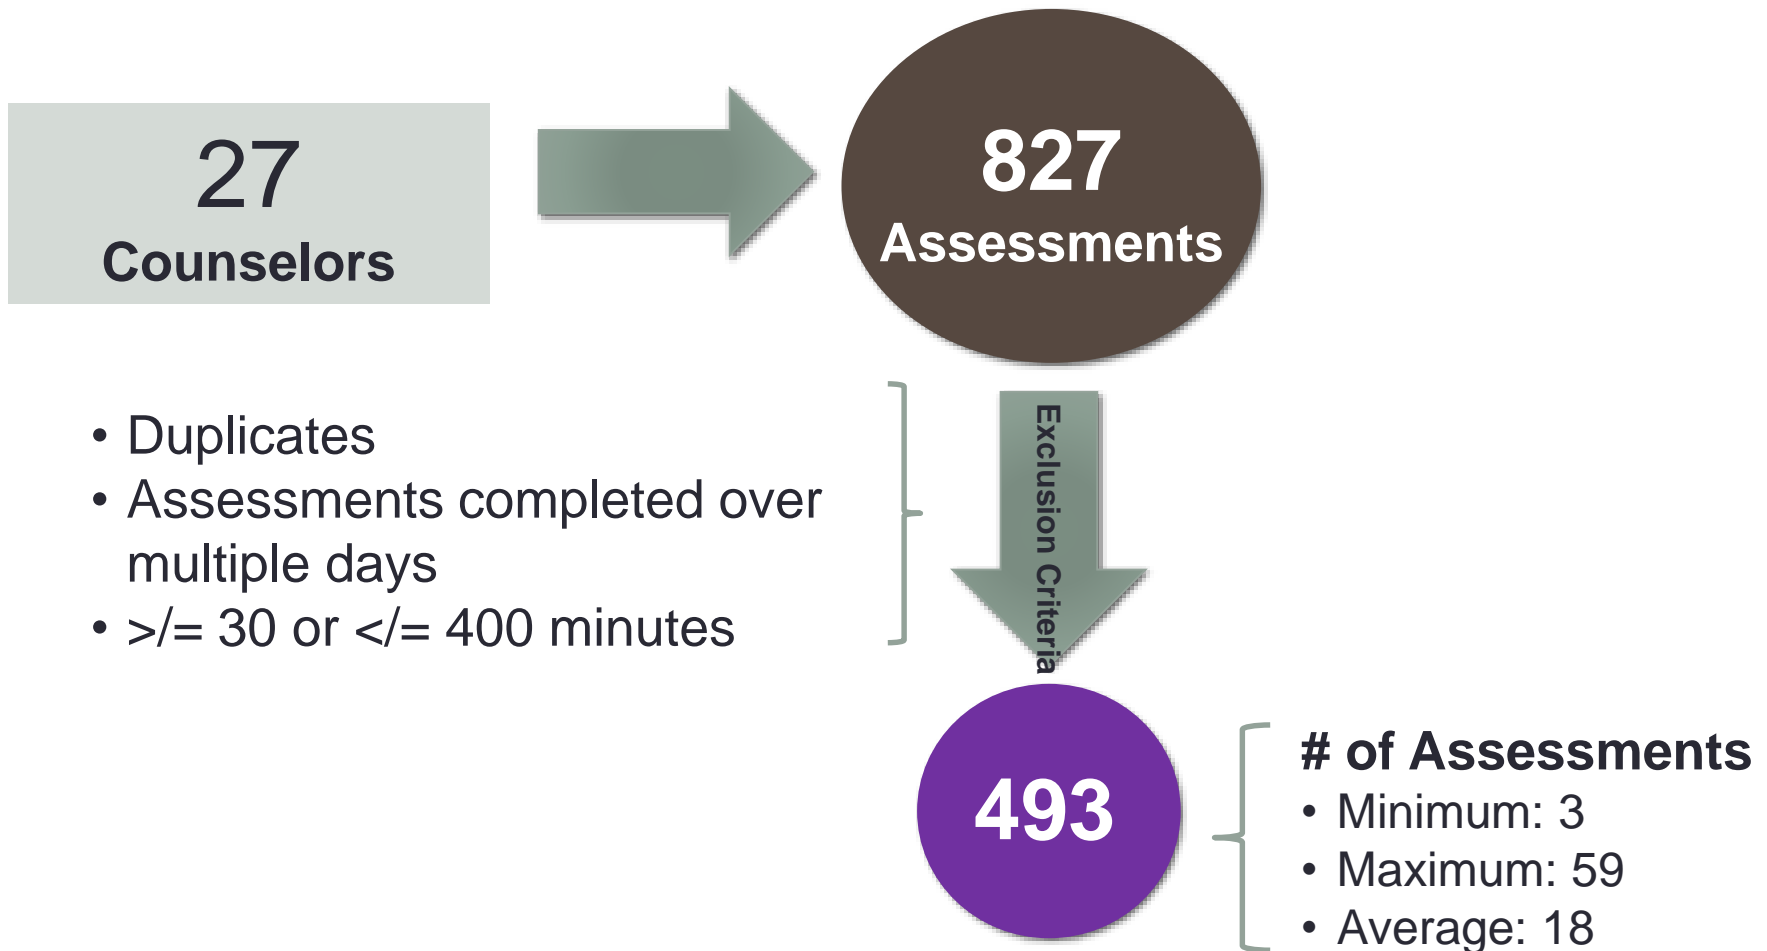 27
Counselors
827
Assessments
• Duplicates
• Assessments completed over
multiple days
• >/= 30 or </= 400 minutes
Exclusion Criteria
493
# of Assessments
• Minimum: 3
• Maximum: 59
• Average: 18